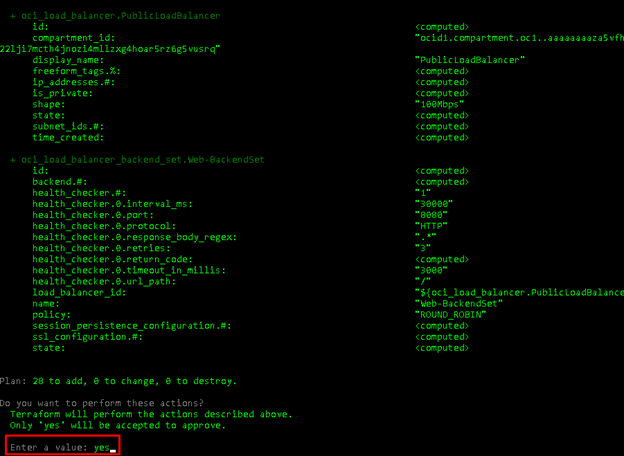 + oci_load_balancer.PublicLoadBalancer
id: <computed>
compartment_id: "ocid1.compartment.oc1..aaaaaaaaza5vfh
22lji7mcth4jnozi4mllzxg4hoar5rz6g5vusrq"
display_name: "PublicLoadBalancer"
freeform_tags.%: <computed>
ip_addresses.#: <computed>
is_private: <computed>
shape: "100Mbps"
state: <computed>
subnet_ids.#: <computed>
time_created: <computed>
+ oci_load_balancer_backend_set.Web-BackendSet
id: <computed>
backend.#: <computed>
health_checker.#: "1"
health_checker.0.interval_ms: "30000"
health_checker.0.port: "8080"
health_checker.0.protocol: "HTTP"
health_checker.0.response_body_regex: ".*"
health_checker.0.retries: "3"
health_checker.0.return_code: <computed>
health_checker.0.timeout_in_millis: "3000"
health_checker.0.url_path: "/"
load_balancer_id: "${oci_load_balancer.PublicLoadBalance
name: "Web-BackendSet"
policy: "ROUND_ROBIN"
session_persistence_configuration.#: <computed>
ssl_configuration.#: <computed>
state: <computed>
Plan: 28 to add, 0 to change, 0 to destroy.
Do you want to perform these actions?
Terraform will perform the actions described above.
Only 'yes' will be accepted to approve.
Enter a value: yes